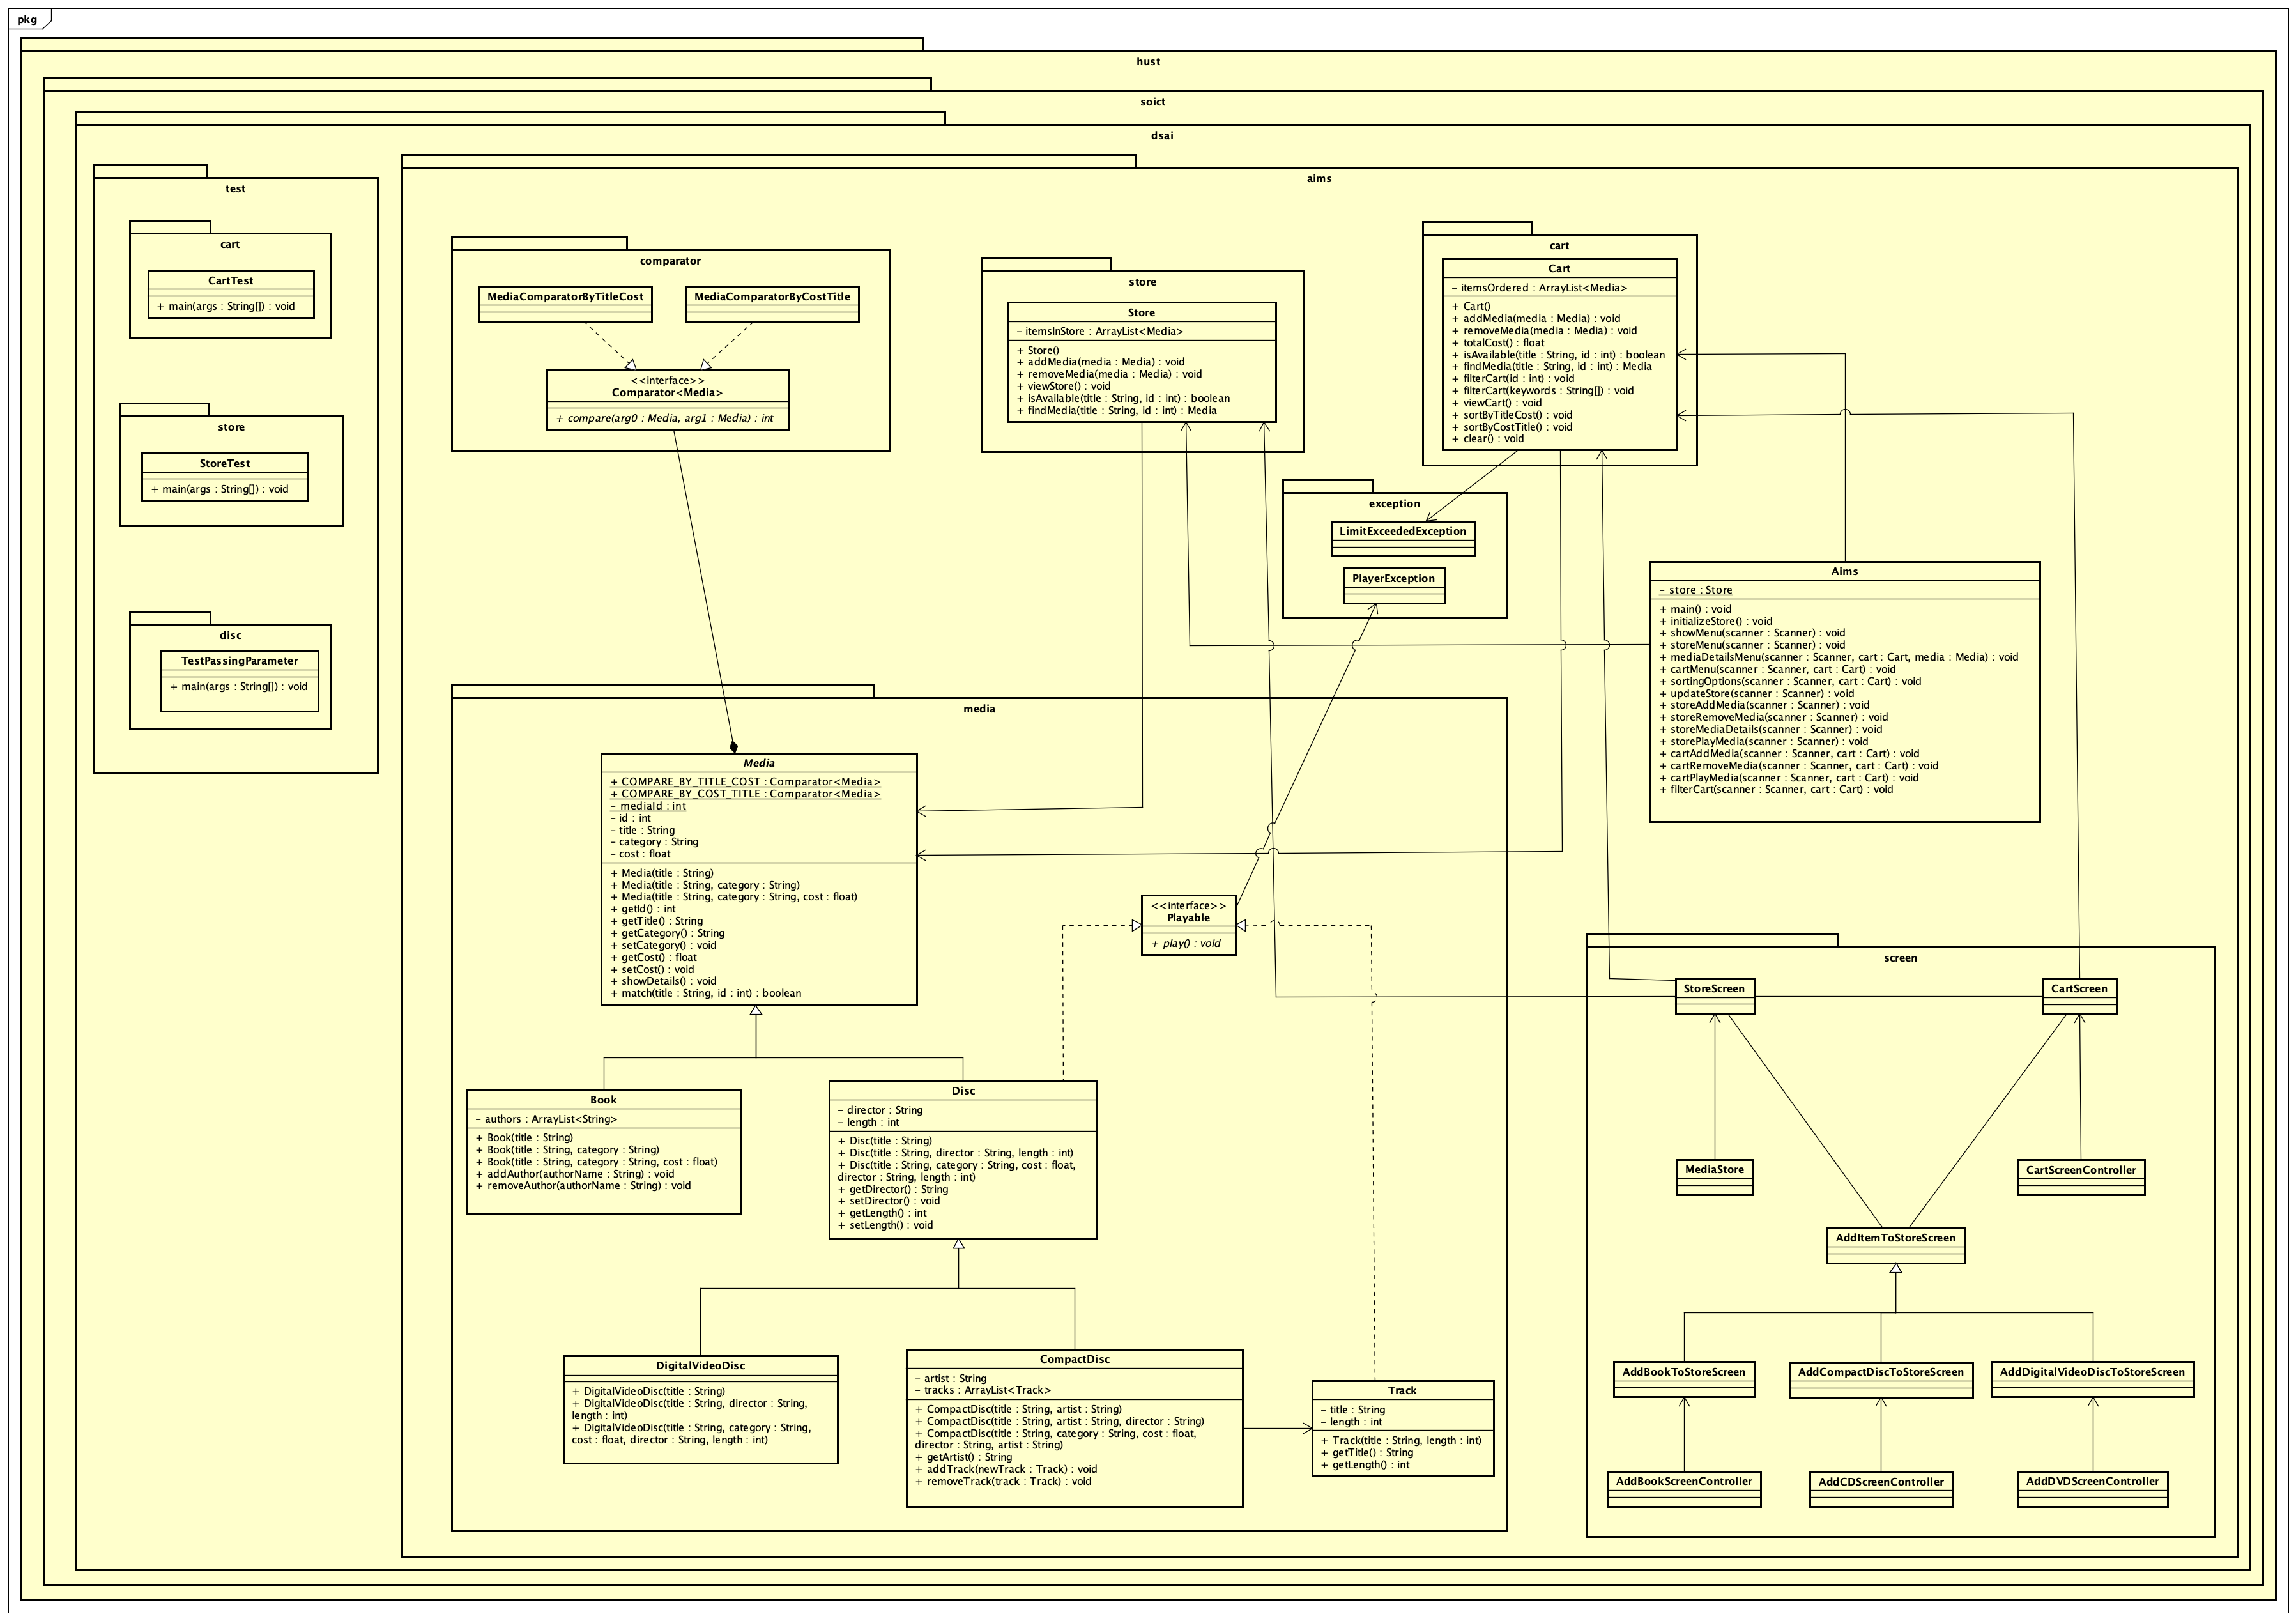 pkg
hust
soict
dsai
test
cart
CartTest
+ main(args : String[]) : void
store
StoreTest
+ main(args : String[]) : void
disc
TestPassingParameter
+ main(args : String[]) : void
aims
comparator
MediaComparatorByTitleCost
MediaComparatorByCostTitle
<<interface>>
Comparator<Media>
+ compare(arg0 : Media, arg1 : Media) : int
store
Store
- itemsInStore : ArrayList<Media>
+ Store()
+ addMedia(media : Media) : void
+ removeMedia(media : Media) : void
+ viewStore() : void
+ isAvailable(title : String, id : int) : boolean
+ findMedia(title : String, id : int) : Media
cart
Cart
- itemsOrdered : ArrayList<Media>
+ Cart()
+ addMedia(media : Media) : void
+ removeMedia(media : Media) : void
+ totalCost() : float
+ isAvailable(title : String, id : int) : boolean
+ findMedia(title : String, id : int) : Media
+ filterCart(id : int) : void
+ filterCart(keywords : String[]) : void
+ viewCart() : void
+ sortByTitleCost() : void
+ sortByCostTitle() : void
+ clear() : void
exception
LimitExceededException
PlayerException
Aims
- store : Store
+ main() : void
+ initializeStore() : void
+ showMenu(scanner : Scanner) : void
+ storeMenu(scanner : Scanner) : void
+ mediaDetailsMenu(scanner : Scanner, cart : Cart, media : Media) : void
+ cartMenu(scanner : Scanner, cart : Cart) : void
+ sortingOptions(scanner : Scanner, cart : Cart) : void
+ updateStore(scanner : Scanner) : void
+ storeAddMedia(scanner : Scanner) : void
+ storeRemoveMedia(scanner : Scanner) : void
+ storeMediaDetails(scanner : Scanner) : void
+ storePlayMedia(scanner : Scanner) : void
+ cartAddMedia(scanner : Scanner, cart : Cart) : void
+ cartRemoveMedia(scanner : Scanner, cart : Cart) : void
+ cartPlayMedia(scanner : Scanner, cart : Cart) : void
+ filterCart(scanner : Scanner, cart : Cart) : void
media
Media
+ COMPARE_BY_TITLE_COST : Comparator<Media>
+ COMPARE_BY_COST_TITLE : Comparator<Media>
- mediaId : int
- id : int
- title : String
- category : String
- cost : float
+ Media(title : String)
+ Media(title : String, category : String)
+ Media(title : String, category : String, cost : float)
+ getId() : int
+ getTitle() : String
+ getCategory() : String
+ setCategory() : void
+ getCost() : float
+ setCost() : void
+ showDetails() : void
+ match(title : String, id : int) : boolean
<<interface>>
Playable
+ play() : void
Book
- authors : ArrayList<String>
+ Book(title : String)
+ Book(title : String, category : String)
+ Book(title : String, category : String, cost : float)
+ addAuthor(authorName : String) : void
+ removeAuthor(authorName : String) : void
Disc
- director : String
- length : int
+ Disc(title : String)
+ Disc(title : String, director : String, length : int)
+ Disc(title : String, category : String, cost : float,
director : String, length : int)
+ getDirector() : String
+ setDirector() : void
+ getLength() : int
+ setLength() : void
DigitalVideoDisc
+ DigitalVideoDisc(title : String)
+ DigitalVideoDisc(title : String, director : String,
length : int)
+ DigitalVideoDisc(title : String, category : String,
cost : float, director : String, length : int)
CompactDisc
- artist : String
- tracks : ArrayList<Track>
+ CompactDisc(title : String, artist : String)
+ CompactDisc(title : String, artist : String, director : String)
+ CompactDisc(title : String, category : String, cost : float,
director : String, artist : String)
+ getArtist() : String
+ addTrack(newTrack : Track) : void
+ removeTrack(track : Track) : void
Track
- title : String
- length : int
+ Track(title : String, length : int)
+ getTitle() : String
+ getLength() : int
screen
StoreScreen
CartScreen
MediaStore
CartScreenController
AddItemToStoreScreen
AddBookToStoreScreen
AddCompactDiscToStoreScreen
AddDigitalVideoDiscToStoreScreen
AddBookScreenController
AddCDScreenController
AddDVDScreenController